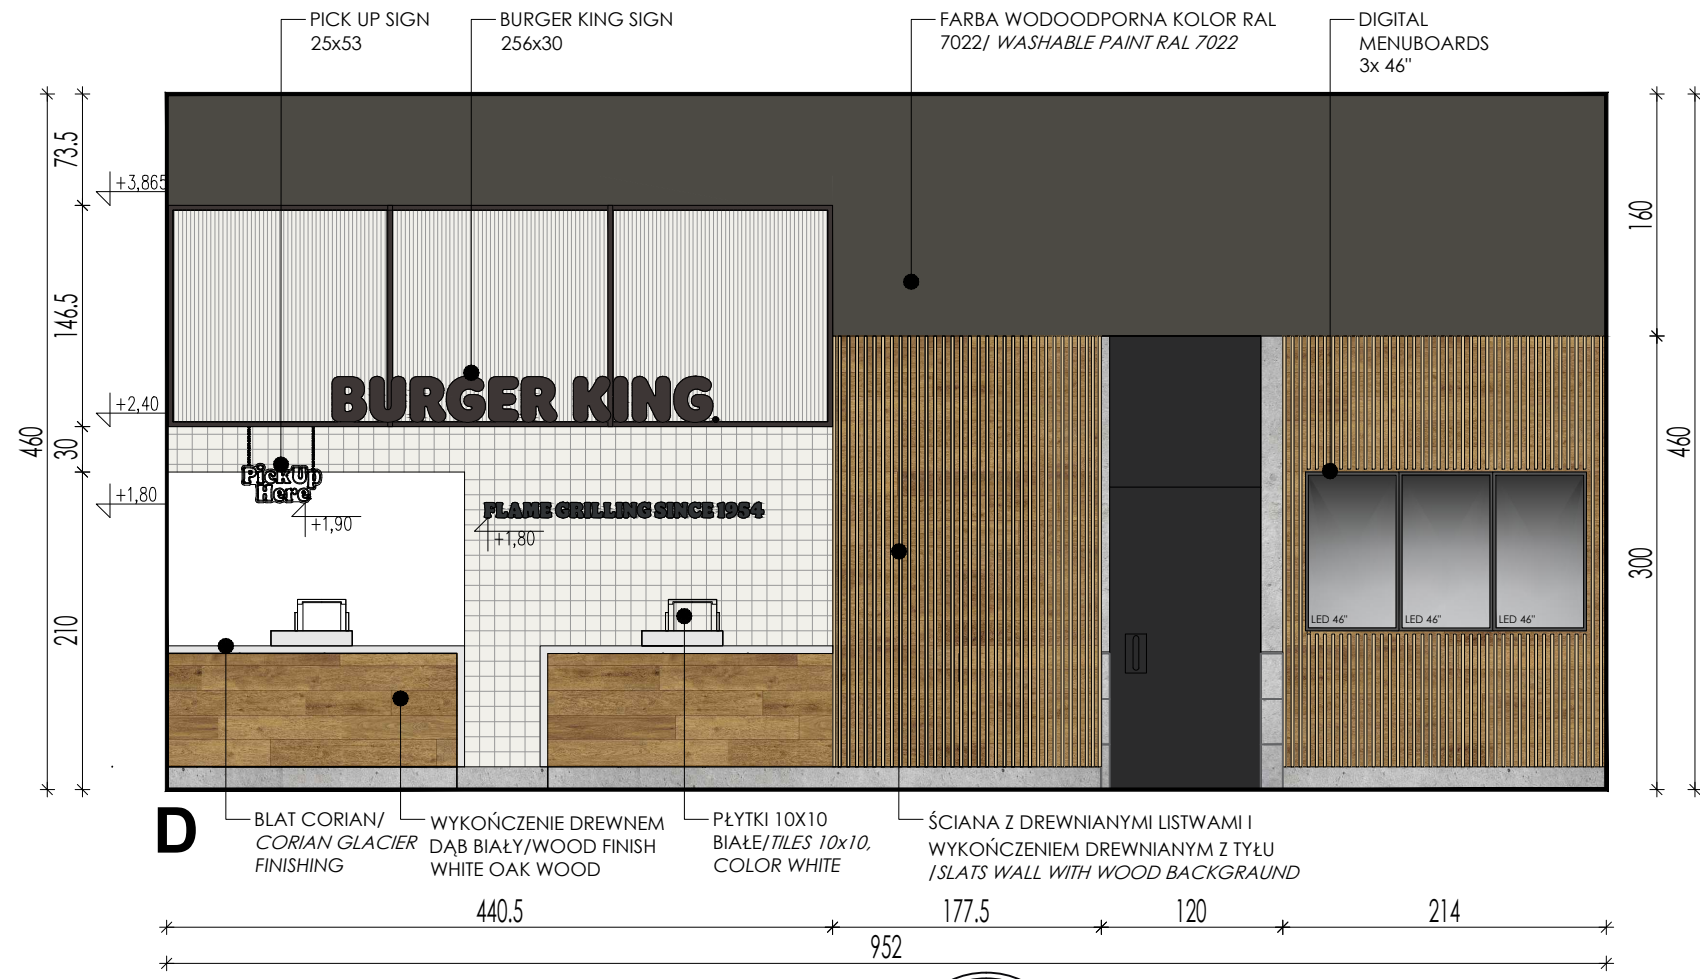 PICK UP SIGN
25x53
BURGER KING SIGN
256x30
FARBA WODOODPORNA KOLOR RAL
7022/ WASHABLE PAINT RAL 7022
DIGITAL
MENUBOARDS
3x 46"
73.5
+3,865
160
146.5
+2,40
BURGER KING.
460
30
460
PickUp
Here
+1,80
+1,90
FLAME GRILLING SINCE 1954
+1,80
300
210
LED 46"
LED 46"
LED 46"
D
BLAT CORIAN/
CORIAN GLACIER
FINISHING
WYKOŃCZENIE DREWNEM
DĄB BIAŁY/WOOD FINISH
WHITE OAK WOOD
PŁYTKI 10X10
BIAŁE/TILES 10x10,
COLOR WHITE
ŚCIANA Z DREWNIANYMI LISTWAMI I
WYKOŃCZENIEM DREWNIANYM Z TYŁU
/SLATS WALL WITH WOOD BACKGRAUND
440.5
177.5
120
214
952